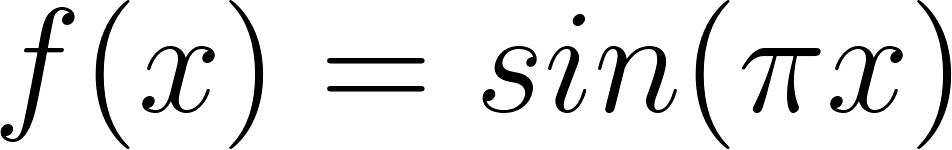 f(x) = sin(πx)